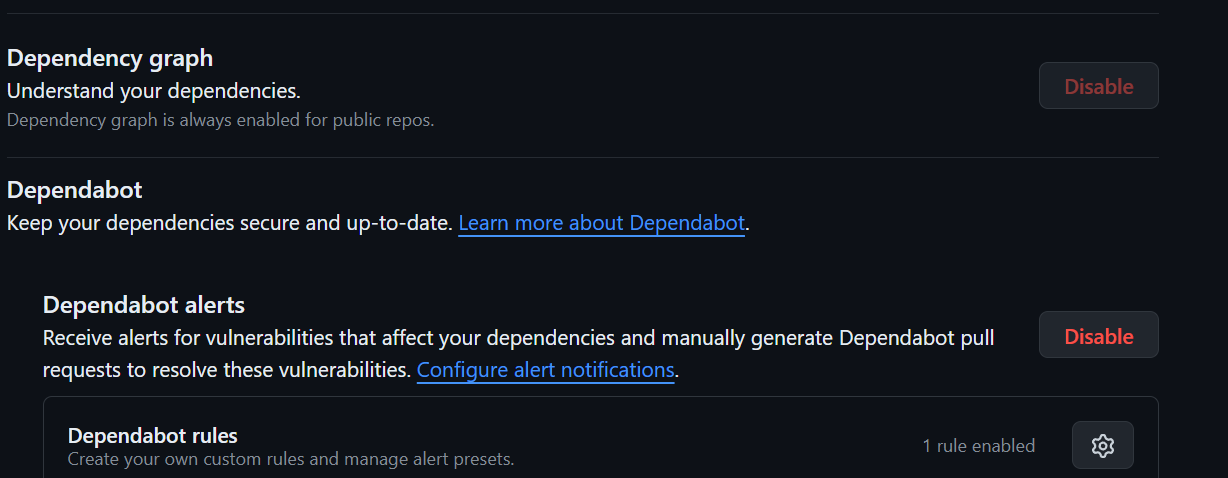 Dependency graph
Understand your dependencies.
Disable
Dependency graph is always enabled for public repos.
Dependabot
Keep your dependencies secure and up-to-date. Learn more about Dependabot.
Dependabot alerts
Receive alerts for vulnerabilities that affect your dependencies and manually generate Dependabot pull
Disable
requests to resolve these vulnerabilities. Configure alert notifications.
Dependabot rules
1 rule enabled
Create your own custom rules and manage alert presets.